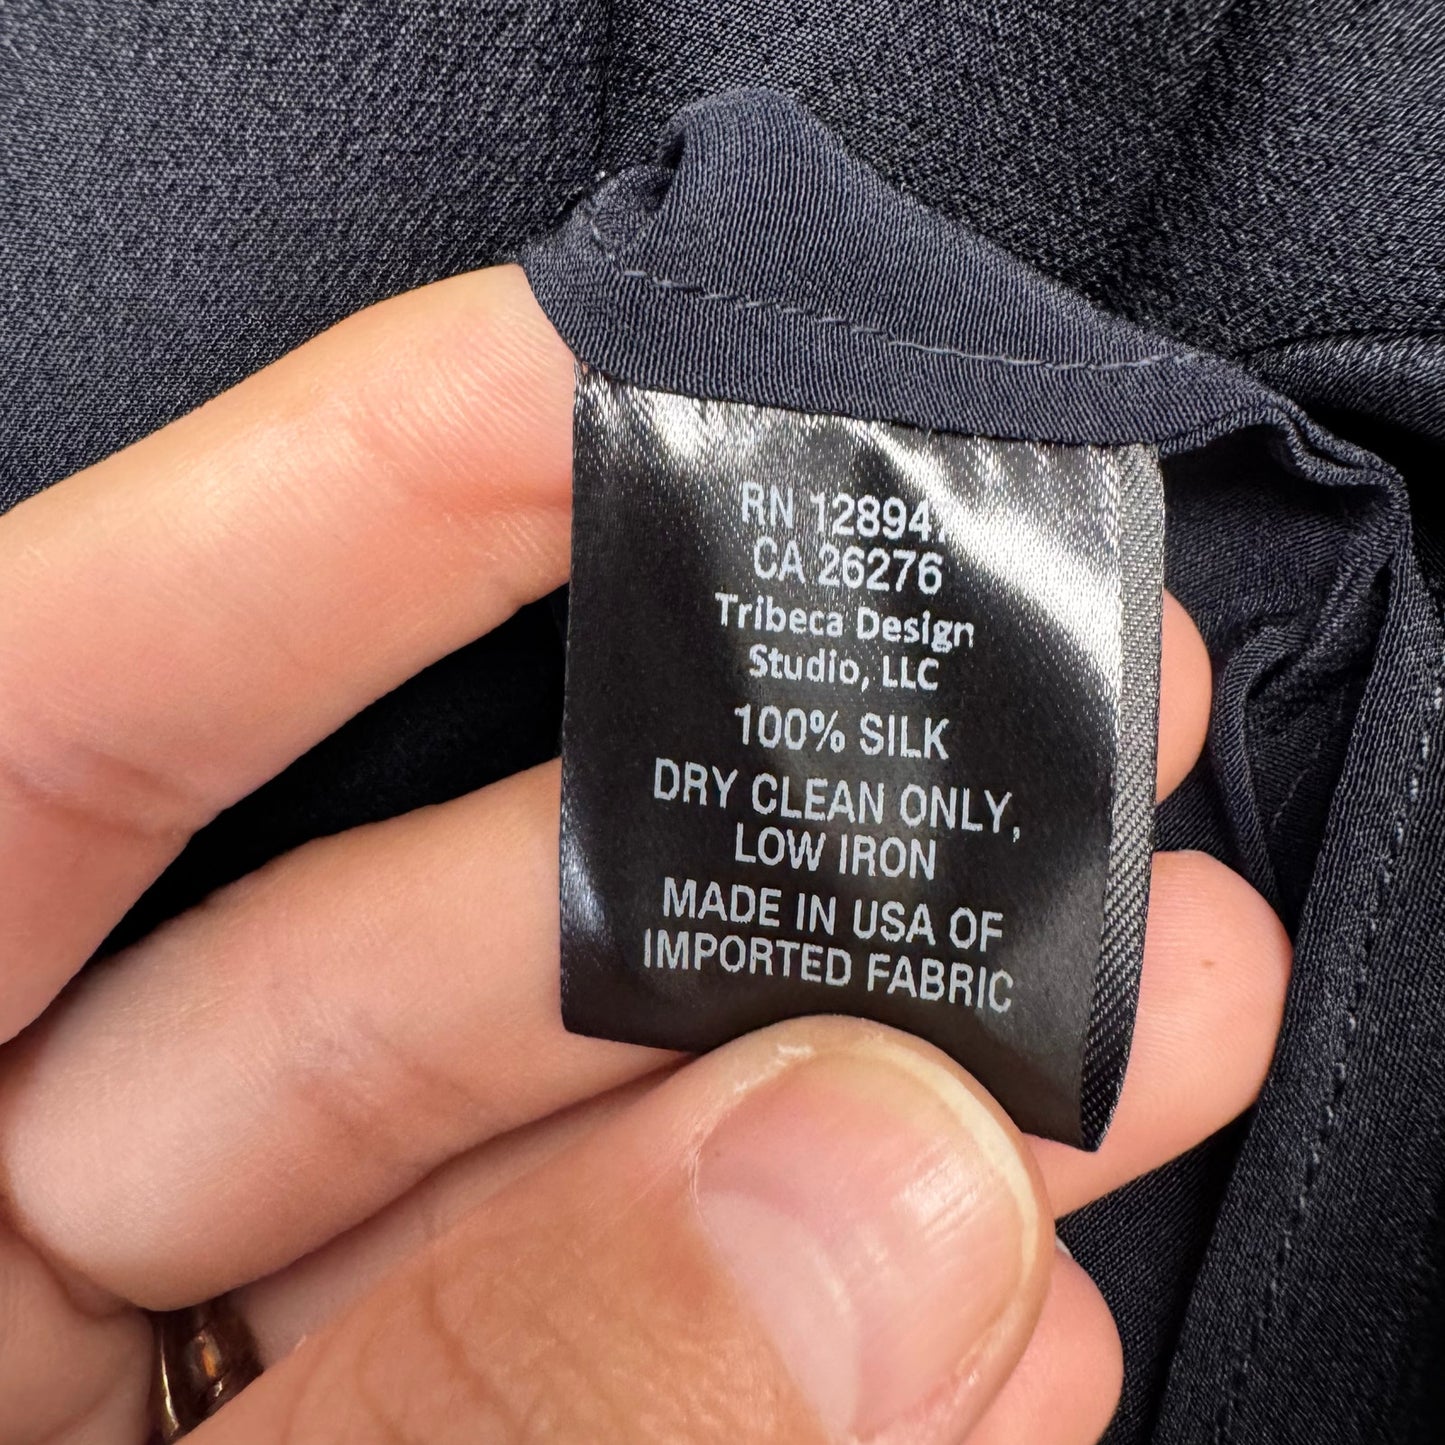 RN
CA 26276
Tribeca Design
Studio, LLC
100% SILK
DRY CLEAN ONLY,
LOW IRON
MADE IN USA OF
IMPORTED FABRIC